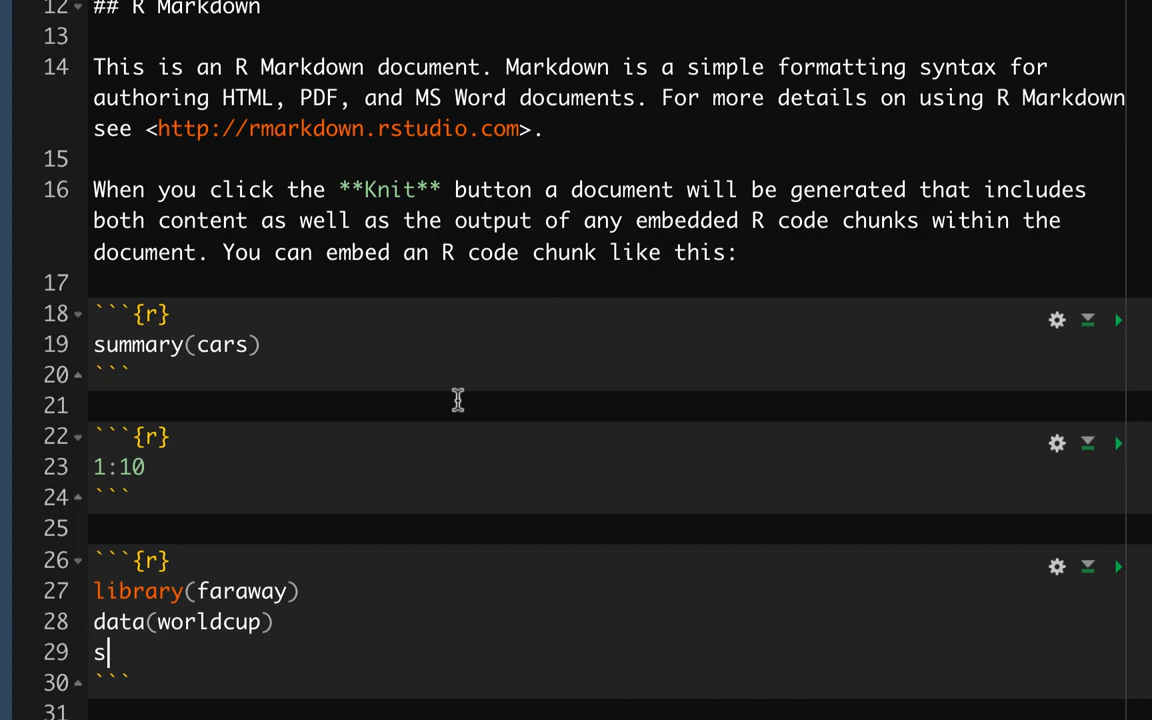 12 ## R Markdown
13
14 This is an R Markdown document. Markdown is a simple formatting syntax for
authoring HTML, PDF, and MS Word documents. For more details on using R Markdown
see <http://rmarkdown.rstudio.com>.
15
16 When you click the **Knit** button a document will be generated that includes
both content as well as the output of any embedded R code chunks within the
document. You can embed an R code chunk like this:
17
18 ```{r}
19 summary(cars)
20 ```
21
22 ```{r}
23 1:10
24 ```
25
26 ```{r}
27 library(faraway)
28 data(worldcup)
29 s
30 ```
31